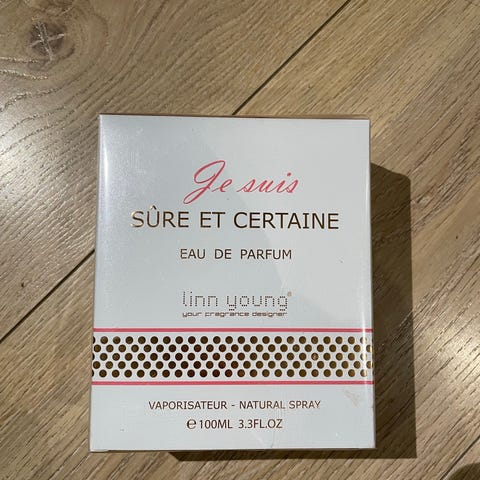 Je suis
SÛRE ET CERTAINE
EAU DE PARFUM
linn young®
your fragrance designer
VAPORISATEUR - NATURAL SPRAY
℮ 100ML 3.3FL.OZ